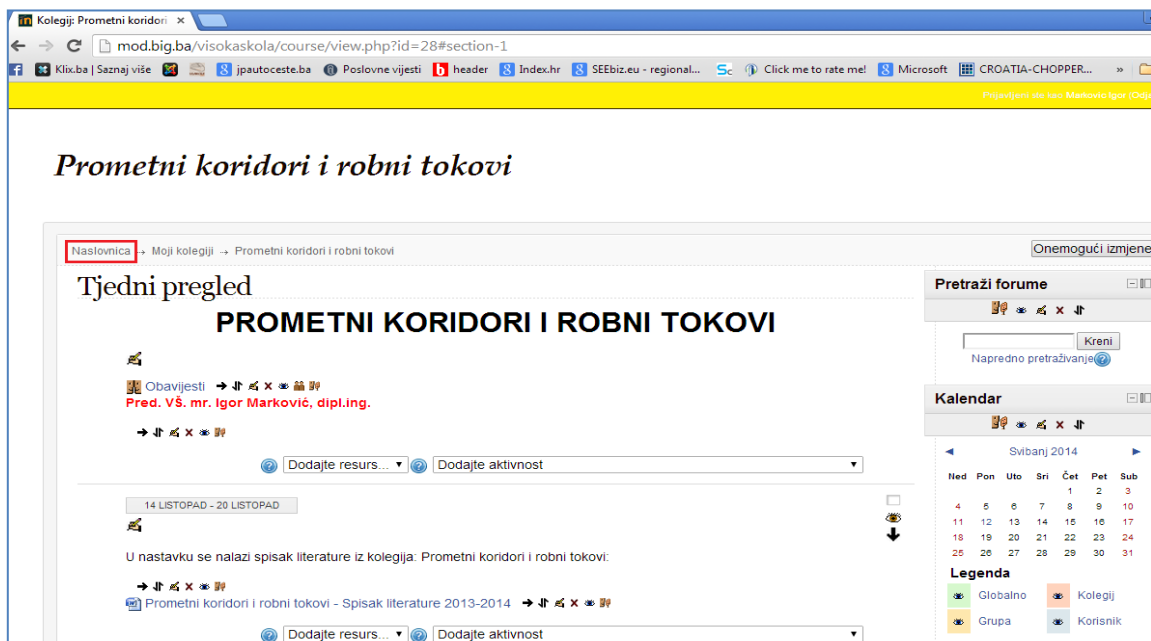 Kolegij: Prometni koridori ×
mod.big.ba/visokaskola/course/view.php?id=28#section-1
Klix.ba | Saznaj više jpautoceste.ba Poslovne vijesti header Index.hr SEEbiz.eu - regional... Click me to rate me! Microsoft CROATIA-CHOPPER... »
Prijavljeni ste kao Markovic Igor (Odja
Prometni koridori i robni tokovi
Naslovnica → Moji kolegiji → Prometni koridori i robni tokovi
Onemogući izmjene
Tjedni pregled
PROMETNI KORIDORI I ROBNI TOKOVI
Obavijesti
Pred. VŠ. mr. Igor Marković, dipl.ing.
Dodajte resurs... Dodajte aktivnost
14 LISTOPAD - 20 LISTOPAD
U nastavku se nalazi spisak literature iz kolegija: Prometni koridori i robni tokovi:
Prometni koridori i robni tokovi - Spisak literature 2013-2014
Dodajte resurs... Dodajte aktivnost
Pretraži forume
Kreni
Napredno pretraživanje
Kalendar
◄ Svibanj 2014 ►
Ned Pon Uto Sri Čet Pet Sub
1 2 3
4 5 6 7 8 9 10
11 12 13 14 15 16 17
18 19 20 21 22 23 24
25 26 27 28 29 30 31
Legenda
Globalno Kolegij
Grupa Korisnik